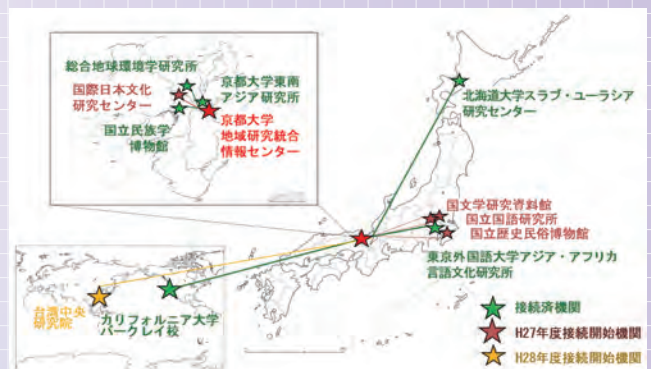 総合地球環境学研究所
国際日本文化
研究センター
国立民族学
博物館
京都大学東南
アジア研究所
京都大学
地域研究統合
情報センター
北海道大学スラブ・ユーラシア
研究センター
国文学研究資料館
国立国語研究所
国立歴史民俗博物館
東京外国語大学アジア・アフリカ
言語文化研究所
台湾中央
研究院
カリフォルニア大学
バークレイ校
接続済機関
H27年度接続開始機関
H28年度接続開始機関